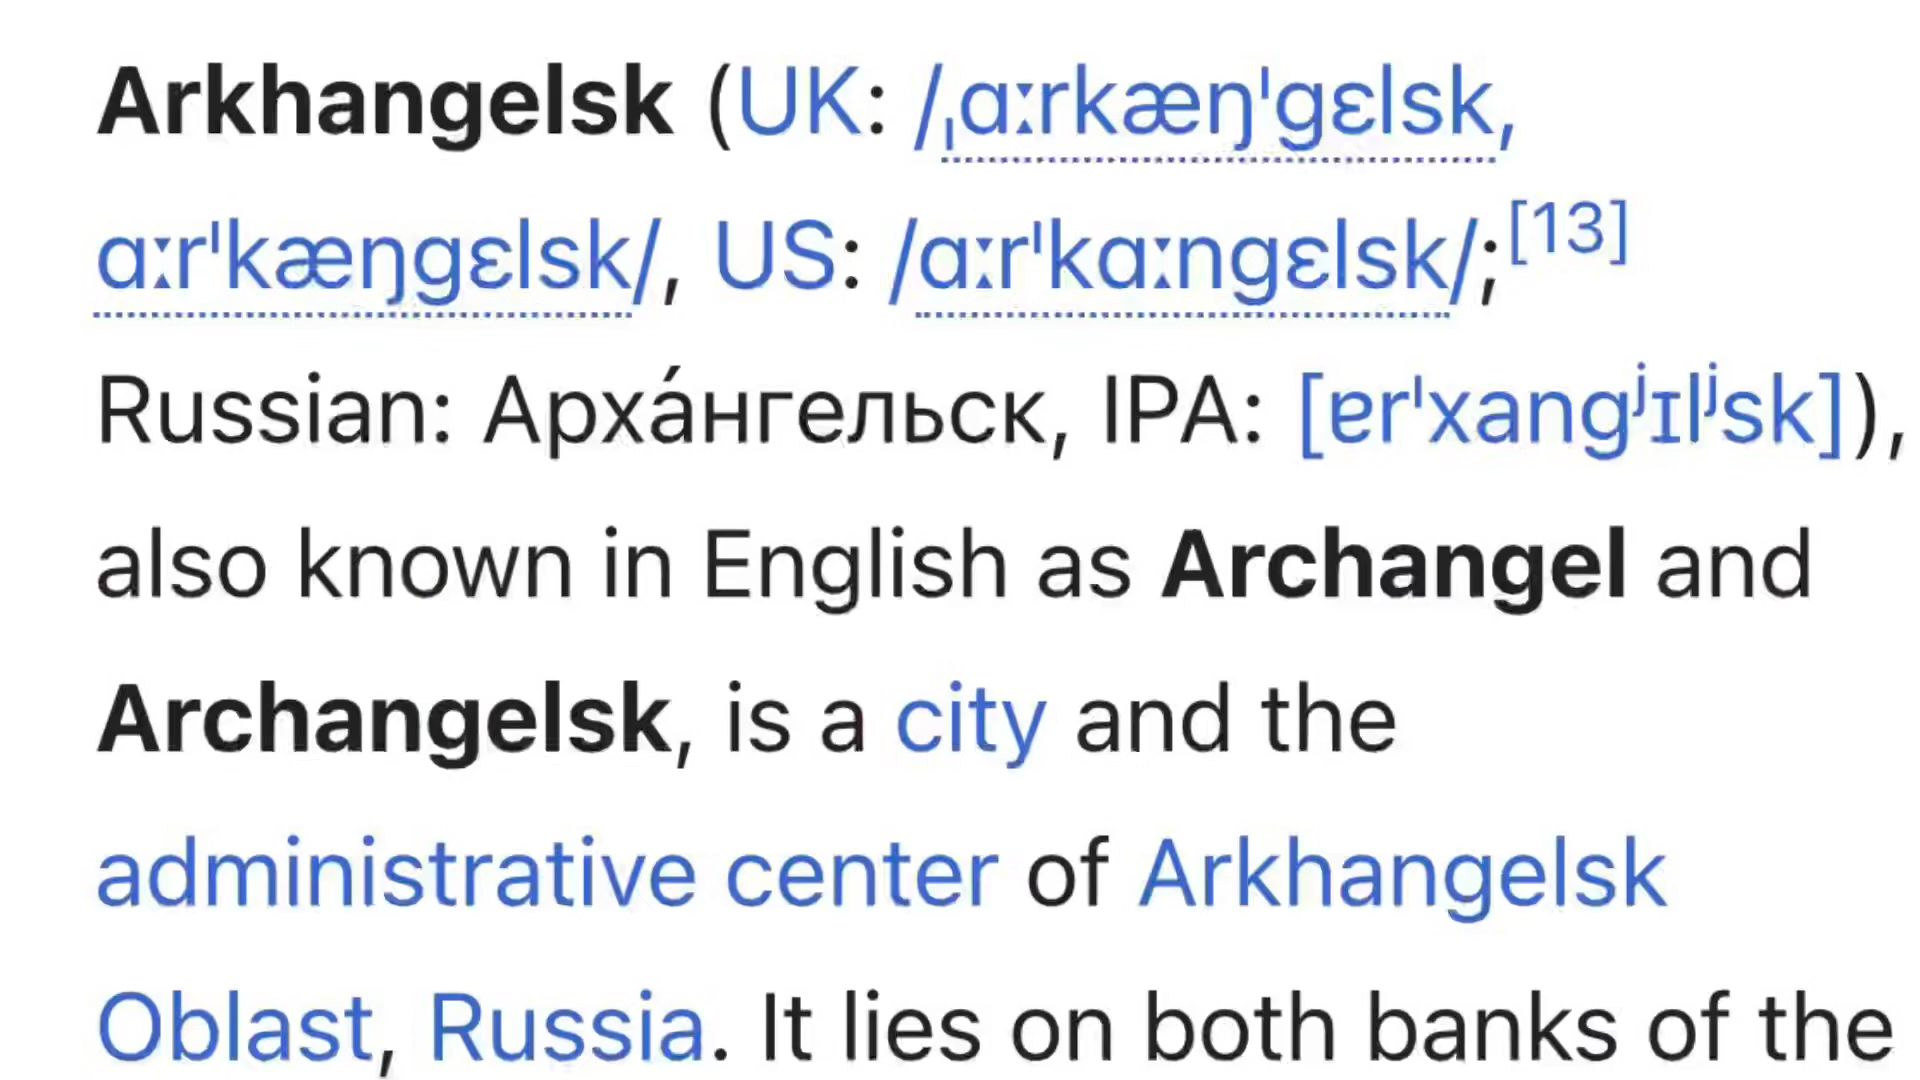 Arkhangelsk (UK: /ˌɑːrkæŋˈɡɛlsk,
ɑːrˈkæŋɡɛlsk/, US: /ɑːrˈkɑːnɡɛlsk/;[13]
Russian: Арха́нгельск, IPA: [ɐrˈxanɡʲɪlʲsk]),
also known in English as Archangel and
Archangelsk, is a city and the
administrative center of Arkhangelsk
Oblast, Russia. It lies on both banks of the